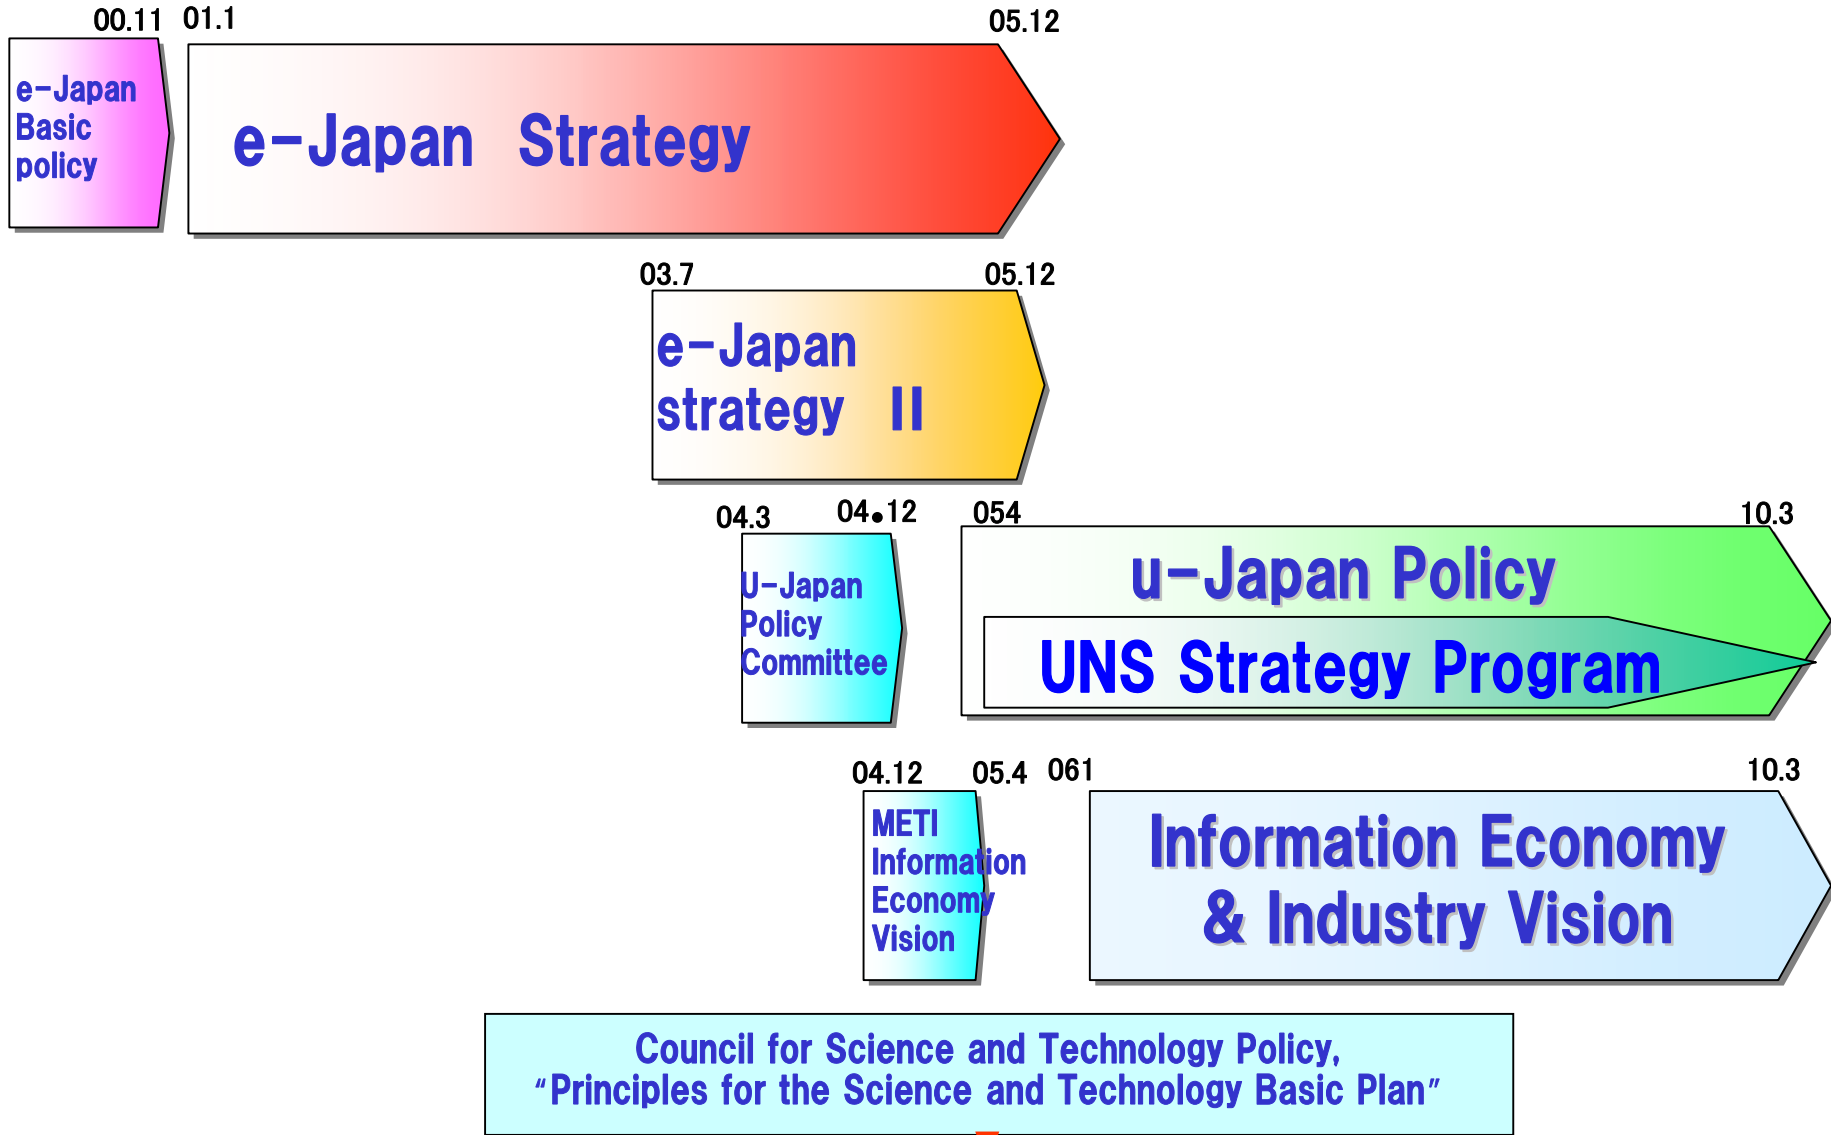 00.11
01.1
05.12
e-Japan
Basic
policy
e-Japan Strategy
03.7
05.12
e-Japan
strategy II
04.3
04•12
054
10.3
U-Japan
Policy
Committee
u-Japan Policy
UNS Strategy Program
04.12
05.4
061
10.3
METI
Information
Economy
Vision
Information Economy
& Industry Vision
Council for Science and Technology Policy,
“Principles for the Science and Technology Basic Plan”